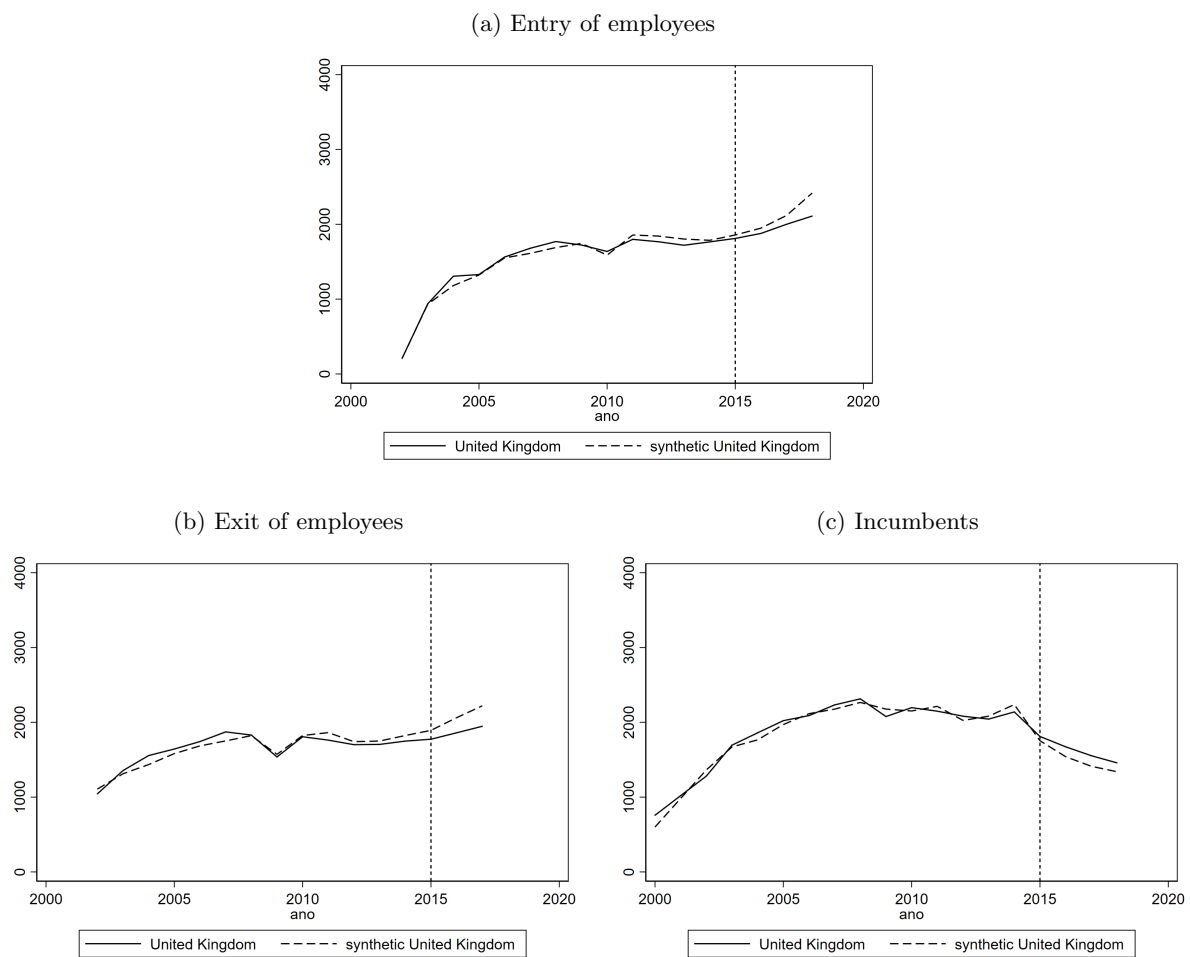 (a) Entry of employees
4000
3000
2000
1000
0
2000 2005 2010 2015 2020
ano
United Kingdom synthetic United Kingdom
(b) Exit of employees
4000
3000
2000
1000
0
2000 2005 2010 2015 2020
ano
United Kingdom synthetic United Kingdom
(c) Incumbents
4000
3000
2000
1000
0
2000 2005 2010 2015 2020
ano
United Kingdom synthetic United Kingdom